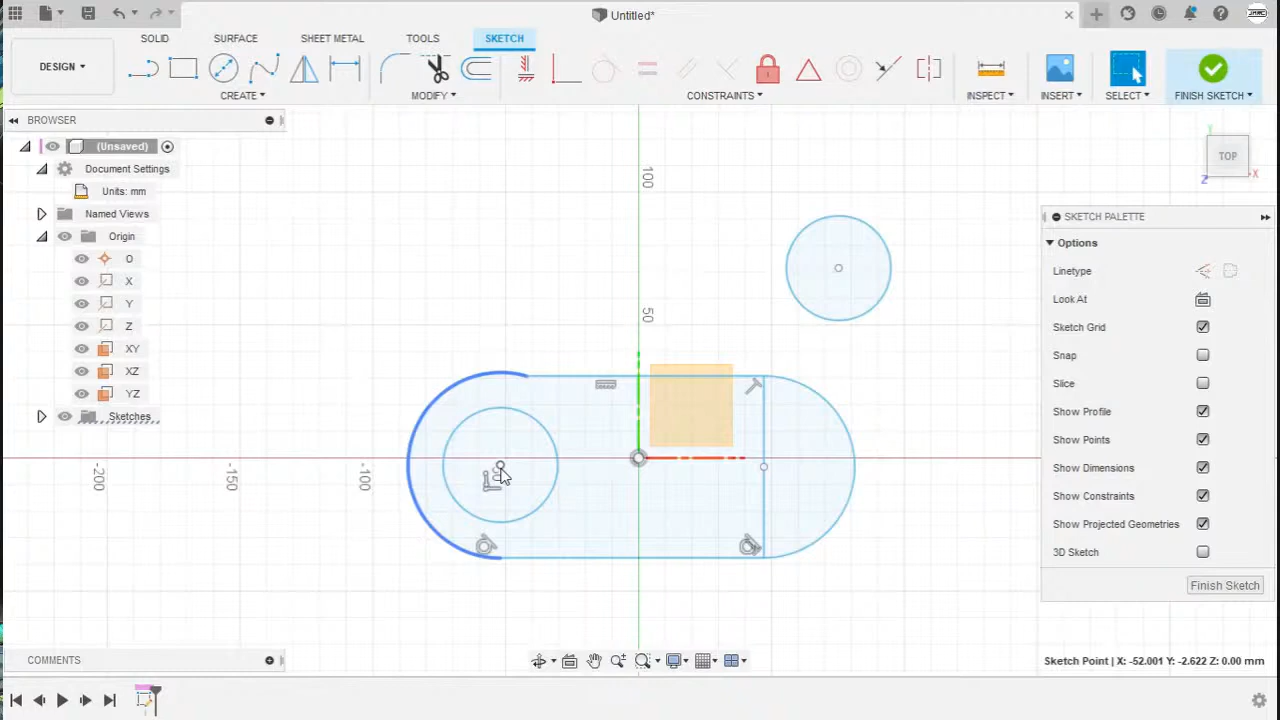 Untitled*
JMRC
DESIGN
SOLID
SURFACE
SHEET METAL
TOOLS
SKETCH
CREATE
MODIFY
CONSTRAINTS
INSPECT
INSERT
SELECT
FINISH SKETCH
BROWSER
(Unsaved)
Document Settings
Units: mm
Named Views
Origin
O
X
Y
Z
XY
XZ
YZ
Sketches
100
50
-200
-150
-100
TOP
Y
X
Z
SKETCH PALETTE
Options
Linetype
Look At
Sketch Grid
Snap
Slice
Show Profile
Show Points
Show Dimensions
Show Constraints
Show Projected Geometries
3D Sketch
Finish Sketch
COMMENTS
Sketch Point | X: -52.001 Y: -2.622 Z: 0.00 mm